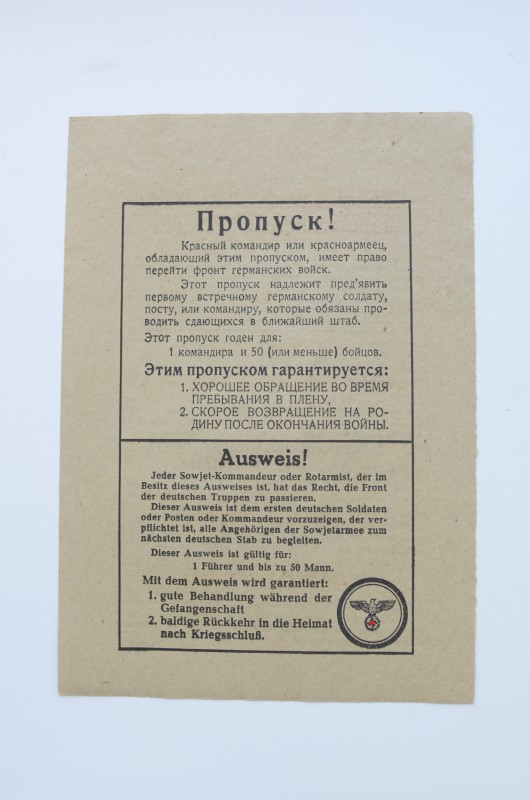 Пропуск!
Красный командир или красноармеец,
обладающий этим пропуском, имеет право
перейти фронт германских войск.
Этот пропуск надлежит пред'явить
первому встречному германскому солдату,
посту, или командиру, которые обязаны про-
водить сдающихся в ближайший штаб.
Этот пропуск годен для:
1 командира и 50 (или меньше) бойцов.
Этим пропуском гарантируется:
1. ХОРОШЕЕ ОБРАЩЕНИЕ ВО ВРЕМЯ
ПРЕБЫВАНИЯ В ПЛЕНУ,
2. СКОРОЕ ВОЗВРАЩЕНИЕ НА РО-
ДИНУ ПОСЛЕ ОКОНЧАНИЯ ВОЙНЫ.
Ausweis!
Jeder Sowjet-Kommandeur oder Rotarmist, der im
Besitz dieses Ausweises ist, hat das Recht, die Front
der deutschen Truppen zu passieren.
Dieser Ausweis ist dem ersten deutschen Soldaten
oder Posten oder Kommandeur vorzuzeigen, der ver-
pflichtet ist, alle Angehörigen der Sowjetarmee zum
nächsten deutschen Stab zu begleiten.
Dieser Ausweis ist gültig für:
1 Führer und bis zu 50 Mann.
Mit dem Ausweis wird garantiert:
1. gute Behandlung während der
Gefangenschaft
2. baldige Rückkehr in die Heimat
nach Kriegsschluß.